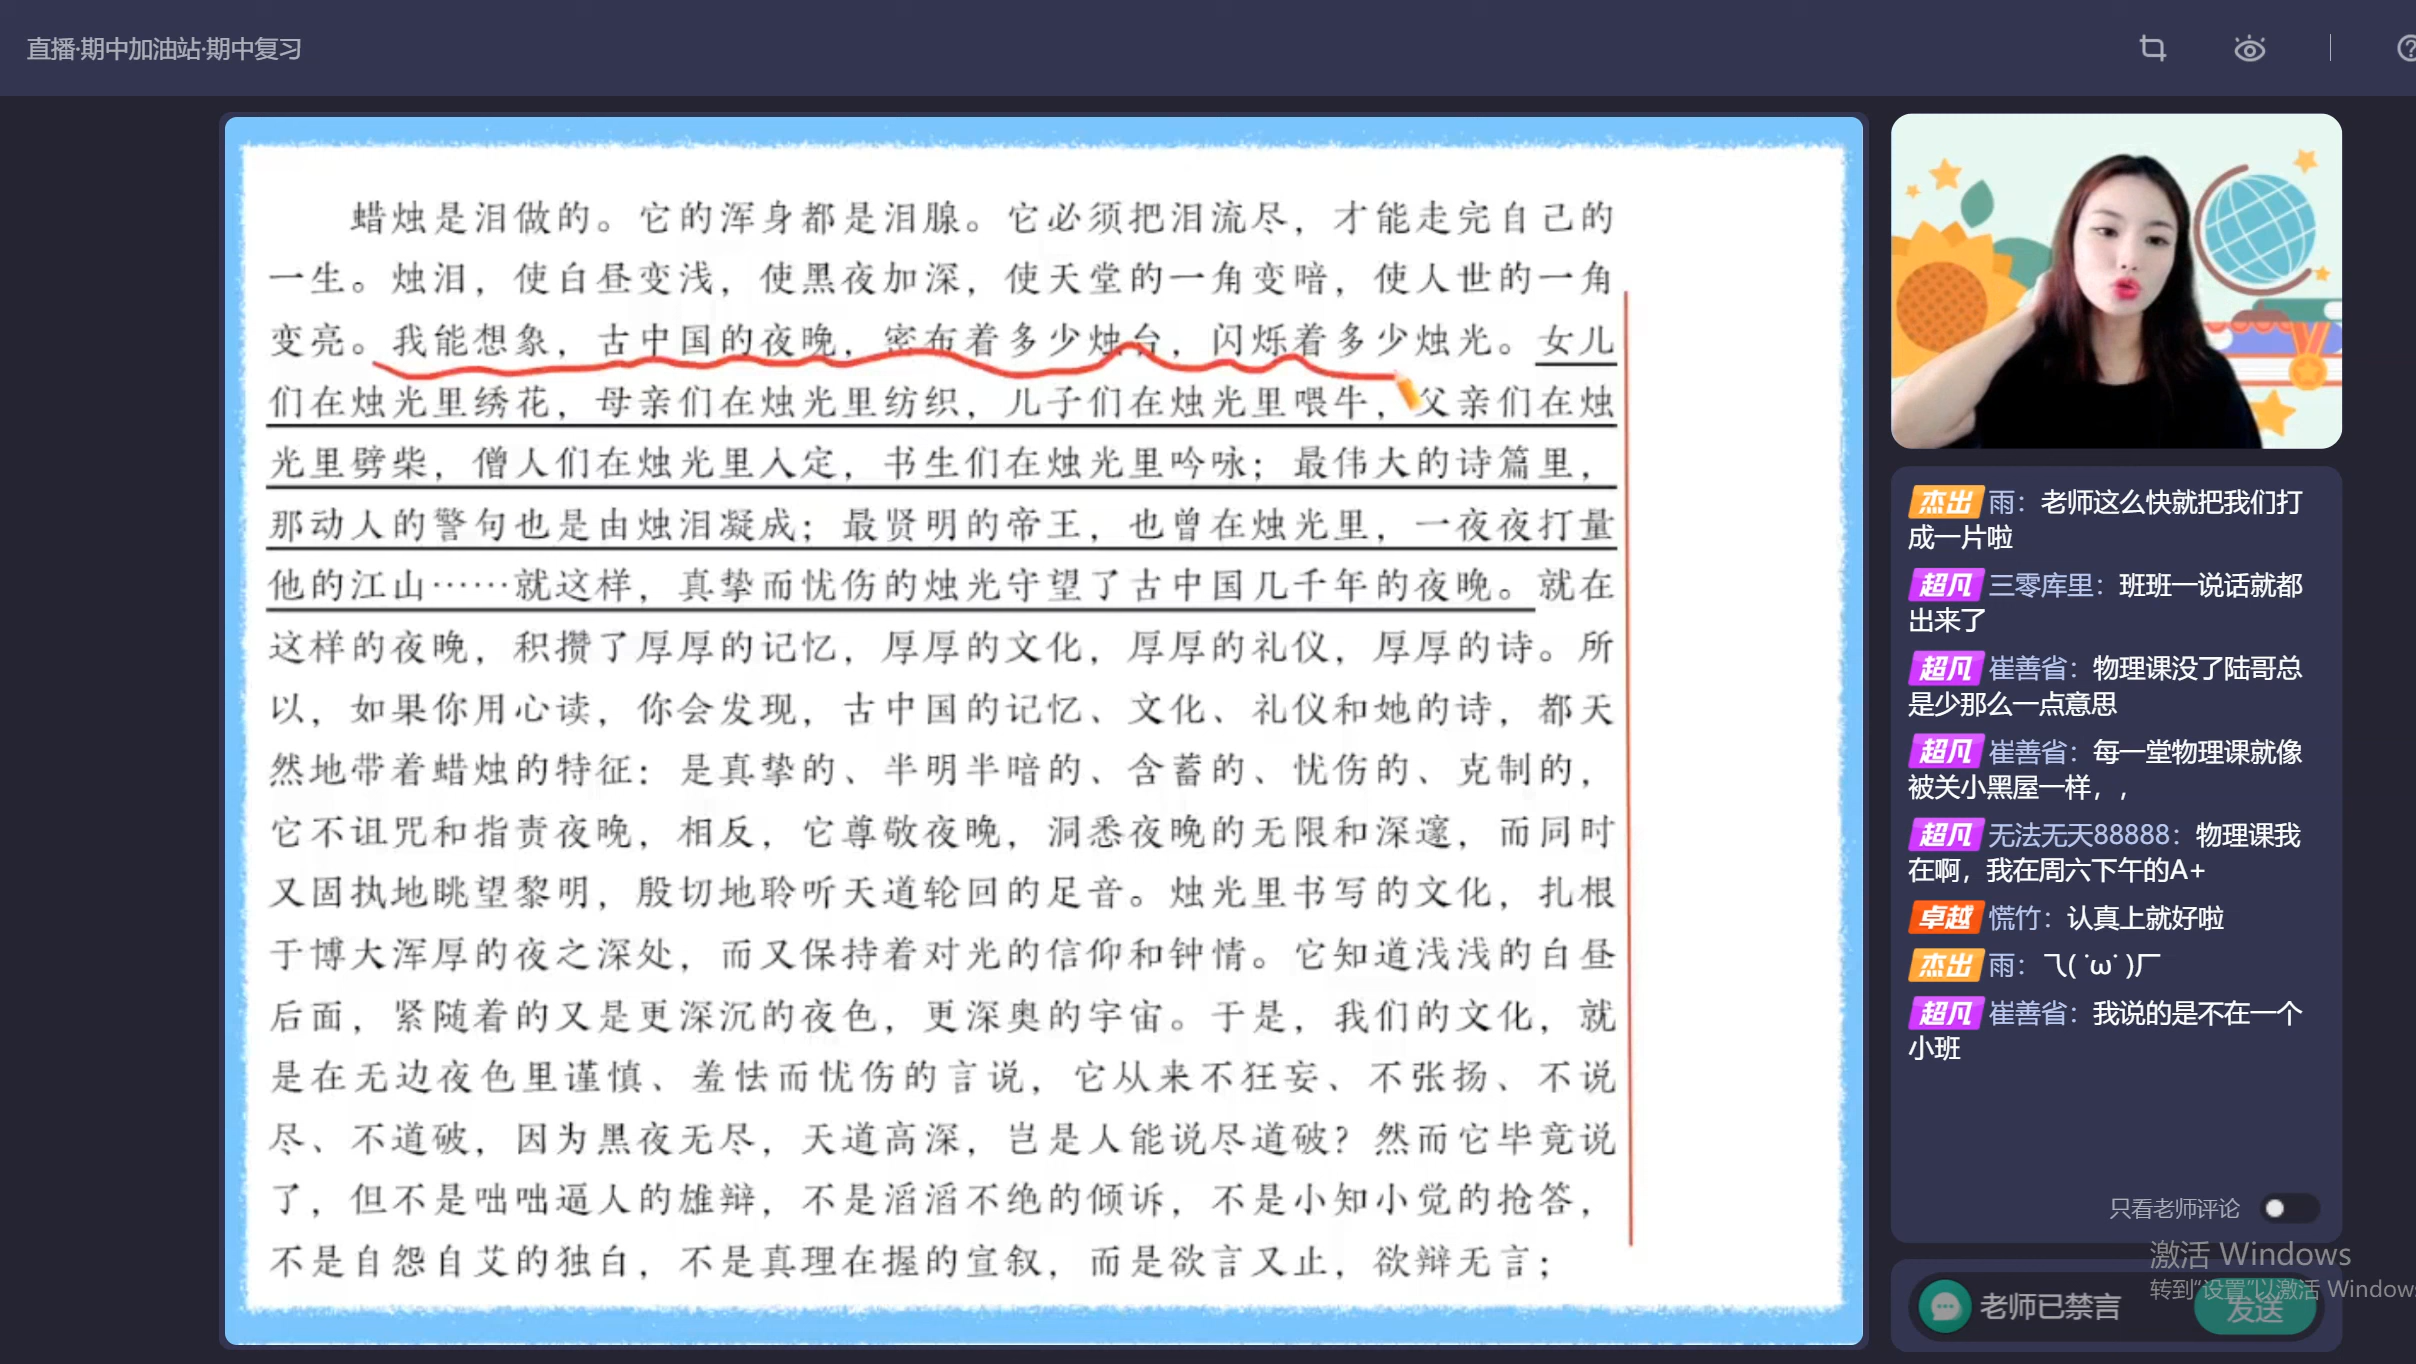 直播·期中加油站·期中复习
蜡烛是泪做的。它的浑身都是泪腺。它必须把泪流尽，才能走完自己的
一生。烛泪，使白昼变浅，使黑夜加深，使天堂的一角变暗，使人世的一角
变亮。我能想象，古中国的夜晚，密布着多少烛台，闪烁着多少烛光。女儿
们在烛光里绣花，母亲们在烛光里纺织，儿子们在烛光里喂牛，父亲们在烛
光里劈柴，僧人们在烛光里入定，书生们在烛光里吟咏；最伟大的诗篇里，
那动人的警句也是由烛泪凝成；最贤明的帝王，也曾在烛光里，一夜夜打量
他的江山……就这样，真挚而忧伤的烛光守望了古中国几千年的夜晚。就在
这样的夜晚，积攒了厚厚的记忆，厚厚的文化，厚厚的礼仪，厚厚的诗。所
以，如果你用心读，你会发现，古中国的记忆、文化、礼仪和她的诗，都天
然地带着蜡烛的特征：是真挚的、半明半暗的、含蓄的、忧伤的、克制的，
它不诅咒和指责夜晚，相反，它尊敬夜晚，洞悉夜晚的无限和深邃，而同时
又固执地眺望黎明，殷切地聆听天道轮回的足音。烛光里书写的文化，扎根
于博大浑厚的夜之深处，而又保持着对光的信仰和钟情。它知道浅浅的白昼
后面，紧随着的又是更深沉的夜色，更深奥的宇宙。于是，我们的文化，就
是在无边夜色里谨慎、羞怯而忧伤的言说，它从来不狂妄、不张扬、不说
尽、不道破，因为黑夜无尽，天道高深，岂是人能说尽道破？然而它毕竟说
了，但不是咄咄逼人的雄辩，不是滔滔不绝的倾诉，不是小知小觉的抢答，
不是自怨自艾的独白，不是真理在握的宣叙，而是欲言又止，欲辩无言；
杰出 雨：老师这么快就把我们打
成一片啦
超凡 三零库里：班班一说话就都
出来了
超凡 崔善省：物理课没了陆哥总
是少那么一点意思
超凡 崔善省：每一堂物理课就像
被关小黑屋一样，，
超凡 无法无天88888：物理课我
在啊，我在周六下午的A+
卓越 慌竹：认真上就好啦
杰出 雨：乁( ˙ω˙ )厂
超凡 崔善省：我说的是不在一个
小班
只看老师评论
激活 Windows
转到"设置"以激活 Windows
老师已禁言
发送